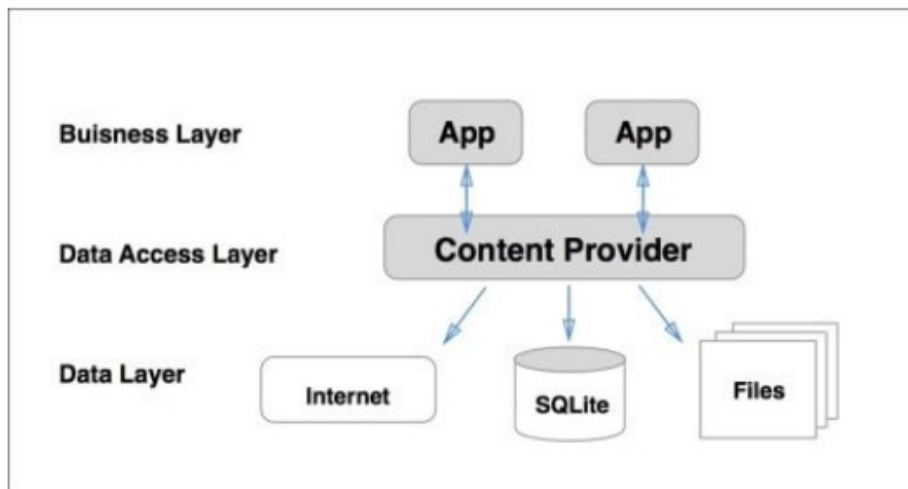 Buisness Layer
App
App
Data Access Layer
Content Provider
Data Layer
Internet
SQLite
Files